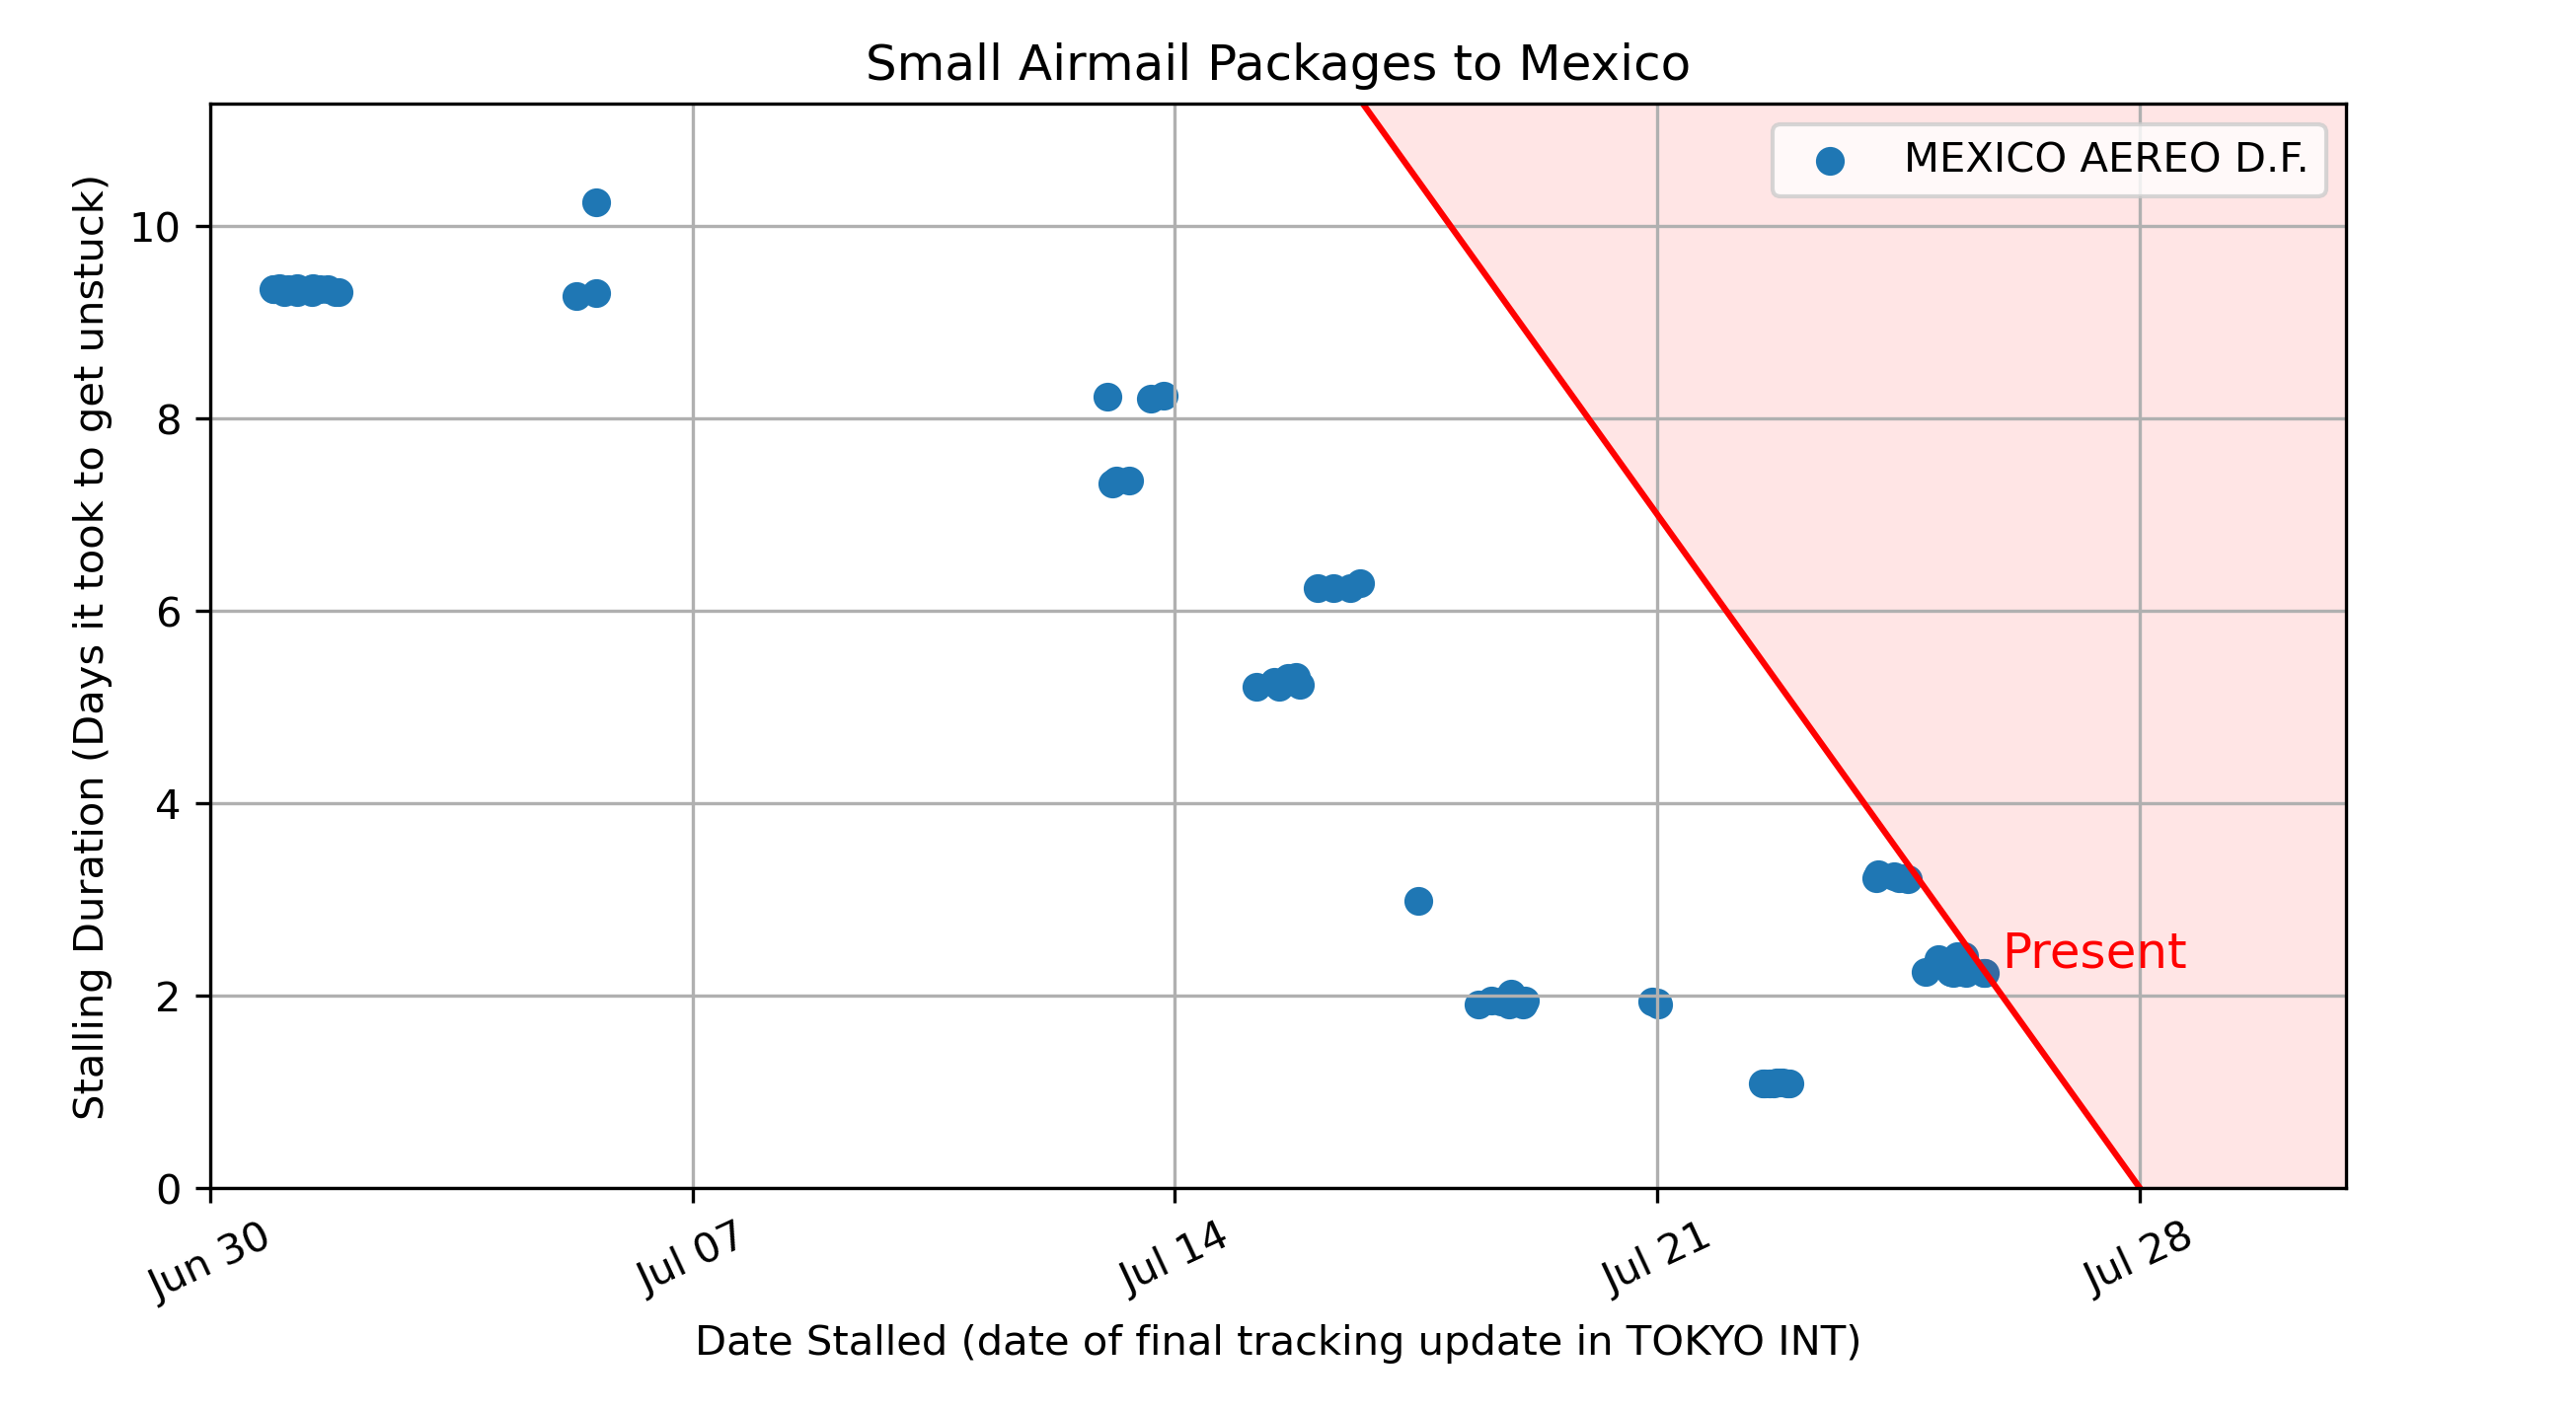 Small Airmail Packages to Mexico
MEXICO AEREO D.F.
Stalling Duration (Days it took to get unstuck)
10
8
6
4
2
0
Present
Jun 30
Jul 07
Jul 14
Jul 21
Jul 28
Date Stalled (date of final tracking update in TOKYO INT)